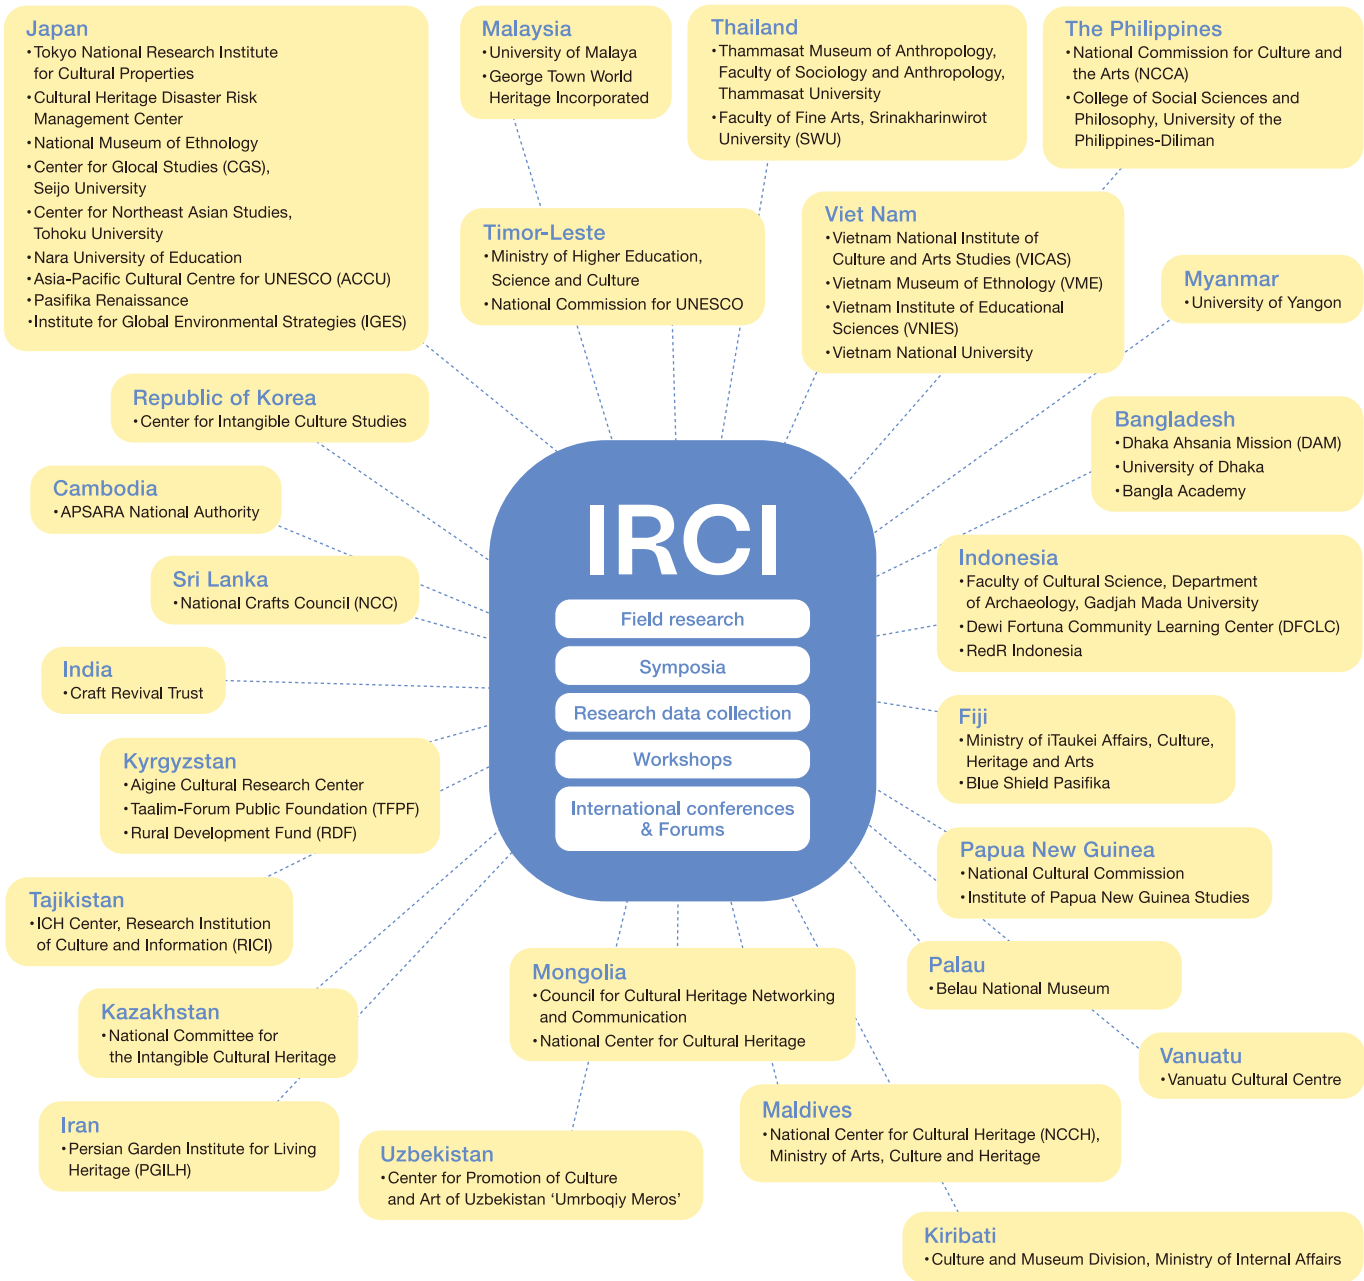 Japan
・Tokyo National Research Institute
for Cultural Properties
・Cultural Heritage Disaster Risk
Management Center
・National Museum of Ethnology
・Center for Glocal Studies (CGS),
Seijo University
・Center for Northeast Asian Studies,
Tohoku University
・Nara University of Education
・Asia-Pacific Cultural Centre for UNESCO (ACCU)
・Pasifika Renaissance
・Institute for Global Environmental Strategies (IGES)
Malaysia
・University of Malaya
・George Town World
Heritage Incorporated
Thailand
・Thammasat Museum of Anthropology,
Faculty of Sociology and Anthropology,
Thammasat University
・Faculty of Fine Arts, Srinakharinwirot
University (SWU)
The Philippines
・National Commission for Culture and
the Arts (NCCA)
・College of Social Sciences and
Philosophy, University of the
Philippines-Diliman
Timor-Leste
・Ministry of Higher Education,
Science and Culture
・National Commission for UNESCO
Viet Nam
・Vietnam National Institute of
Culture and Arts Studies (VICAS)
・Vietnam Museum of Ethnology (VME)
・Vietnam Institute of Educational
Sciences (VNIES)
・Vietnam National University
Myanmar
・University of Yangon
Republic of Korea
・Center for Intangible Culture Studies
Bangladesh
・Dhaka Ahsania Mission (DAM)
・University of Dhaka
・Bangla Academy
Cambodia
・APSARA National Authority
Sri Lanka
・National Crafts Council (NCC)
India
・Craft Revival Trust
IRCI
Field research
Symposia
Research data collection
Workshops
International conferences
& Forums
Indonesia
・Faculty of Cultural Science, Department
of Archaeology, Gadjah Mada University
・Dewi Fortuna Community Learning Center (DFCLC)
・RedR Indonesia
Fiji
・Ministry of iTaukei Affairs, Culture,
Heritage and Arts
・Blue Shield Pasifika
Kyrgyzstan
・Aigine Cultural Research Center
・Taalim-Forum Public Foundation (TFPF)
・Rural Development Fund (RDF)
Papua New Guinea
・National Cultural Commission
・Institute of Papua New Guinea Studies
Tajikistan
・ICH Center, Research Institution
of Culture and Information (RICI)
Mongolia
・Council for Cultural Heritage Networking
and Communication
・National Center for Cultural Heritage
Palau
・Belau National Museum
Kazakhstan
・National Committee for
the Intangible Cultural Heritage
Vanuatu
・Vanuatu Cultural Centre
Iran
・Persian Garden Institute for Living
Heritage (PGILH)
Uzbekistan
・Center for Promotion of Culture
and Art of Uzbekistan ‘Umrboqiy Meros’
Maldives
・National Center for Cultural Heritage (NCCH),
Ministry of Arts, Culture and Heritage
Kiribati
・Culture and Museum Division, Ministry of Internal Affairs